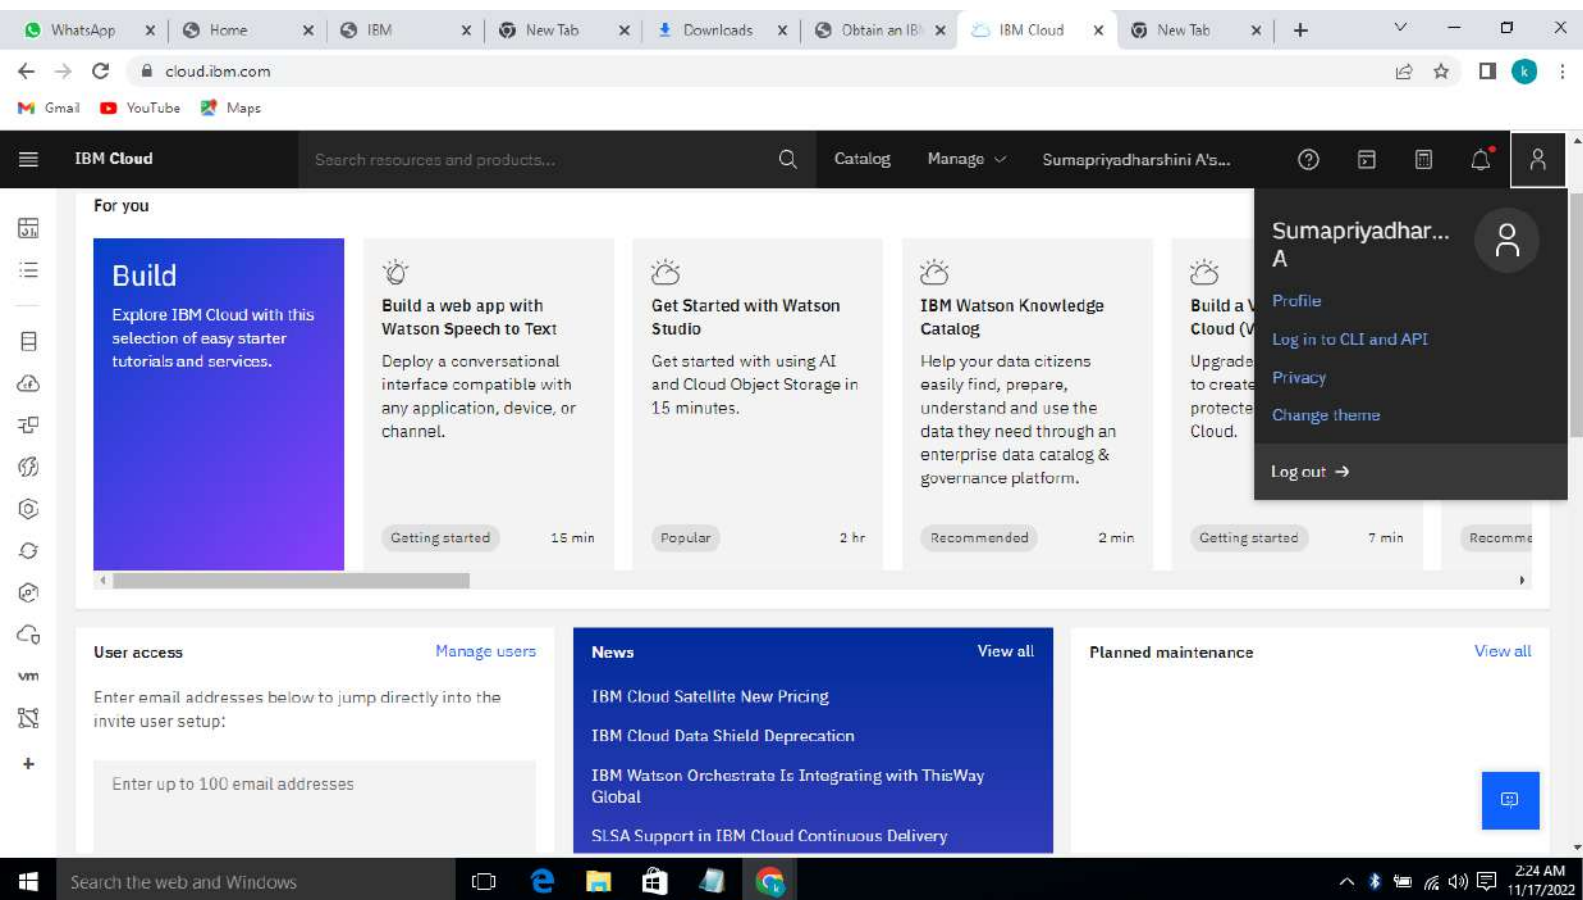 WhatsApp
Home
IBM
New Tab
Downloads
Obtain an IB
IBM Cloud
New Tab
cloud.ibm.com
k
Gmail
YouTube
Maps
IBM Cloud
Search resources and products...
Catalog
Manage
Sumapriyadharshini A's...
For you
Build
Explore IBM Cloud with this
selection of easy starter
tutorials and services.
Build a web app with
Watson Speech to Text
Deploy a conversational
interface compatible with
any application, device, or
channel.
Getting started
15 min
Get Started with Watson
Studio
Get started with using AI
and Cloud Object Storage in
15 minutes.
Popular
2 hr
IBM Watson Knowledge
Catalog
Help your data citizens
easily find, prepare,
understand and use the
data they need through an
enterprise data catalog &
governance platform.
Recommended
2 min
Build a V
Cloud (V
Upgrade
to create
protecte
Cloud.
Getting started
7 min
Recomme
Sumapriyadhar...
A
Profile
Log in to CLI and API
Privacy
Change theme
Log out →
vm
User access
Manage users
Enter email addresses below to jump directly into the
invite user setup:
Enter up to 100 email addresses
News
View all
IBM Cloud Satellite New Pricing
IBM Cloud Data Shield Deprecation
IBM Watson Orchestrate Is Integrating with ThisWay
Global
SLSA Support in IBM Cloud Continuous Delivery
Planned maintenance
View all
Search the web and Windows
2:24 AM
11/17/2022